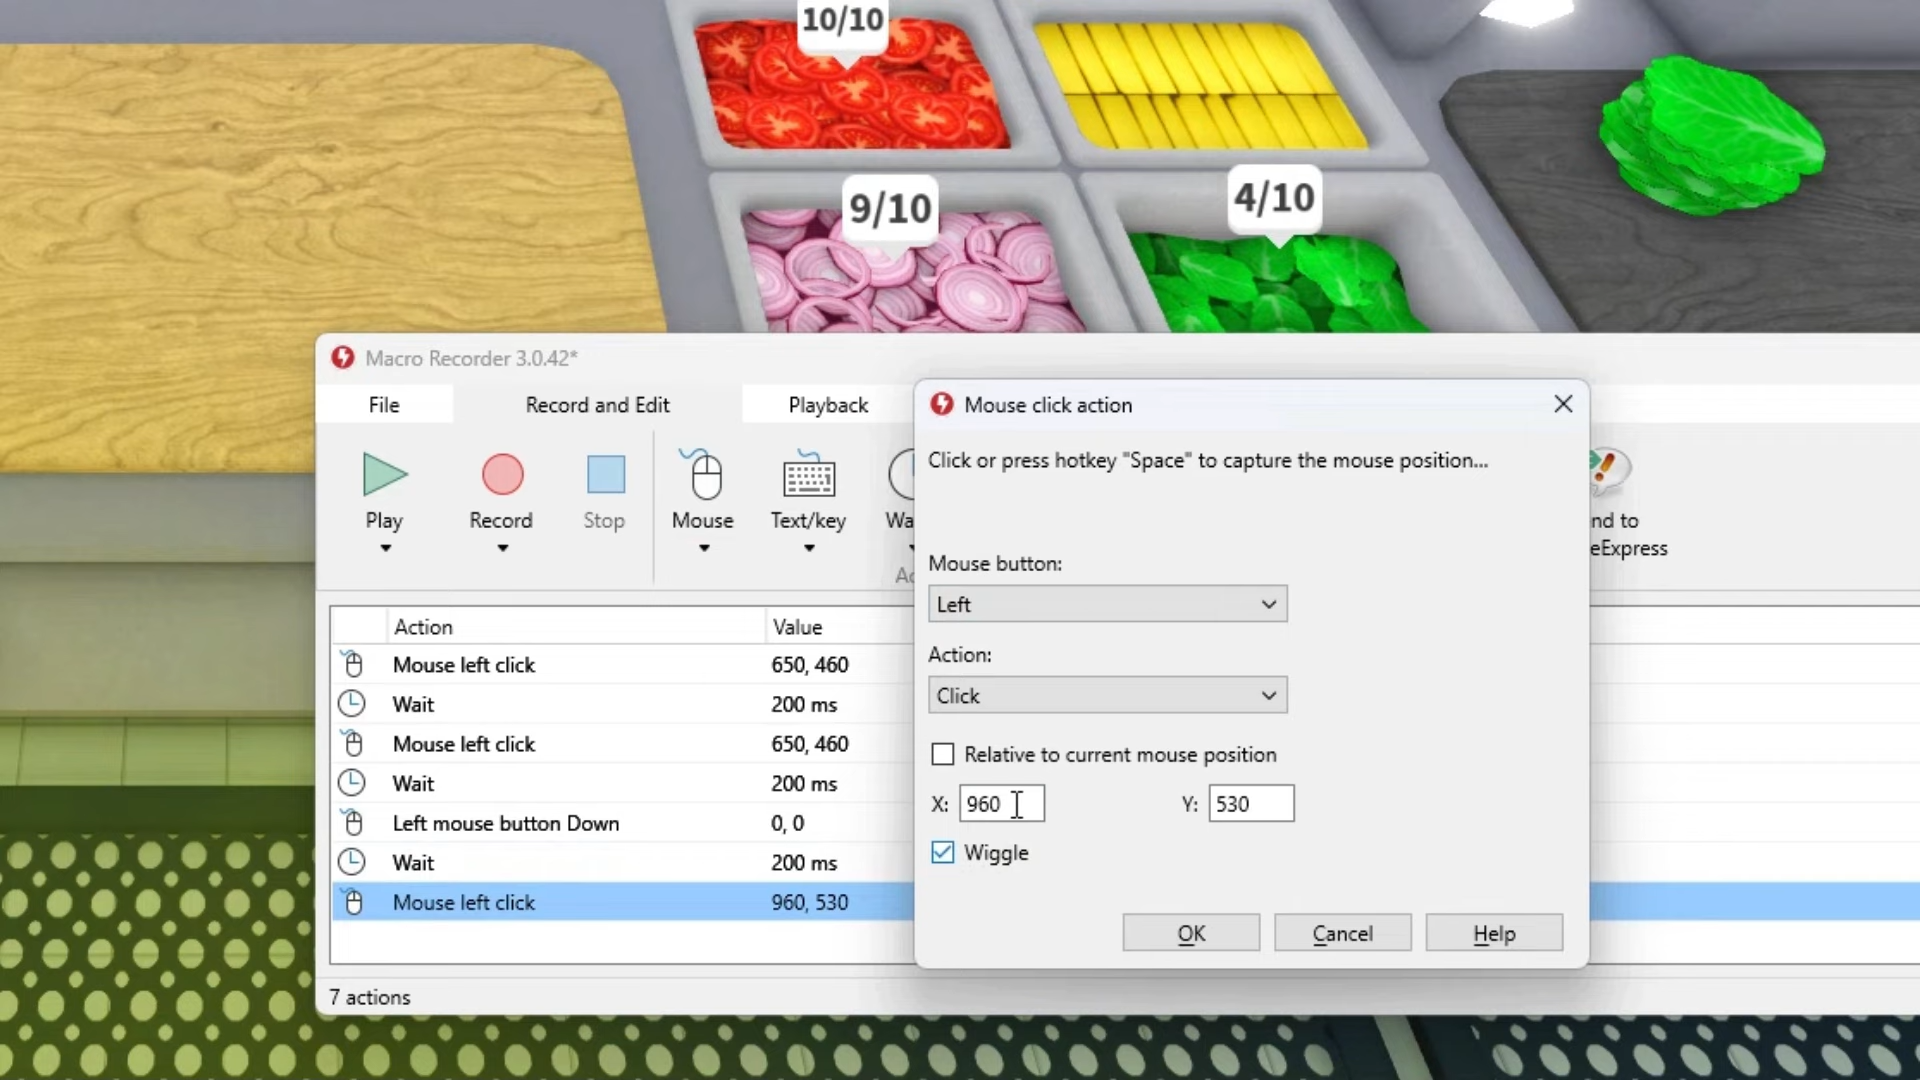 10/10
9/10
4/10
Macro Recorder 3.0.42*
File
Record and Edit
Playback
Play
Record
Stop
Mouse
Text/key
Wa
Ac
nd to
eExpress
Action
Value
Mouse left click
650, 460
Wait
200 ms
Mouse left click
650, 460
Wait
200 ms
Left mouse button Down
0, 0
Wait
200 ms
Mouse left click
960, 530
7 actions
Mouse click action
Click or press hotkey "Space" to capture the mouse position...
Mouse button:
Left
Action:
Click
Relative to current mouse position
X: 960
Y: 530
Wiggle
OK
Cancel
Help